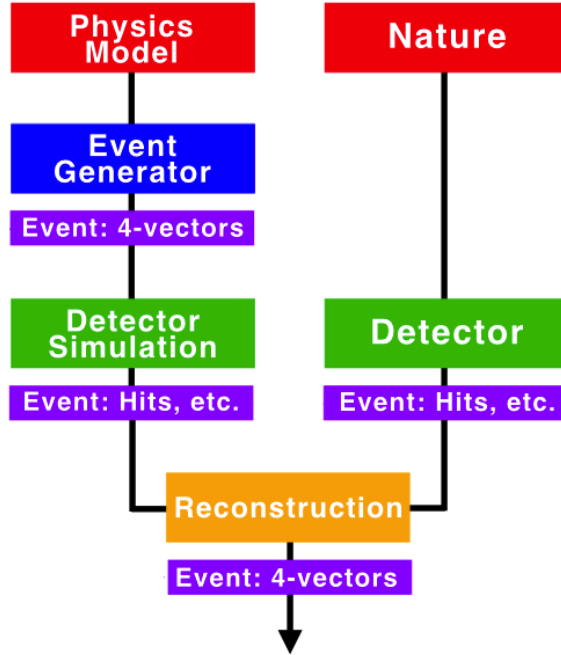 Physics
Model
Nature
Event
Generator
Event: 4-vectors
Detector
Simulation
Detector
Event: Hits, etc.
Event: Hits, etc.
Reconstruction
Event: 4-vectors